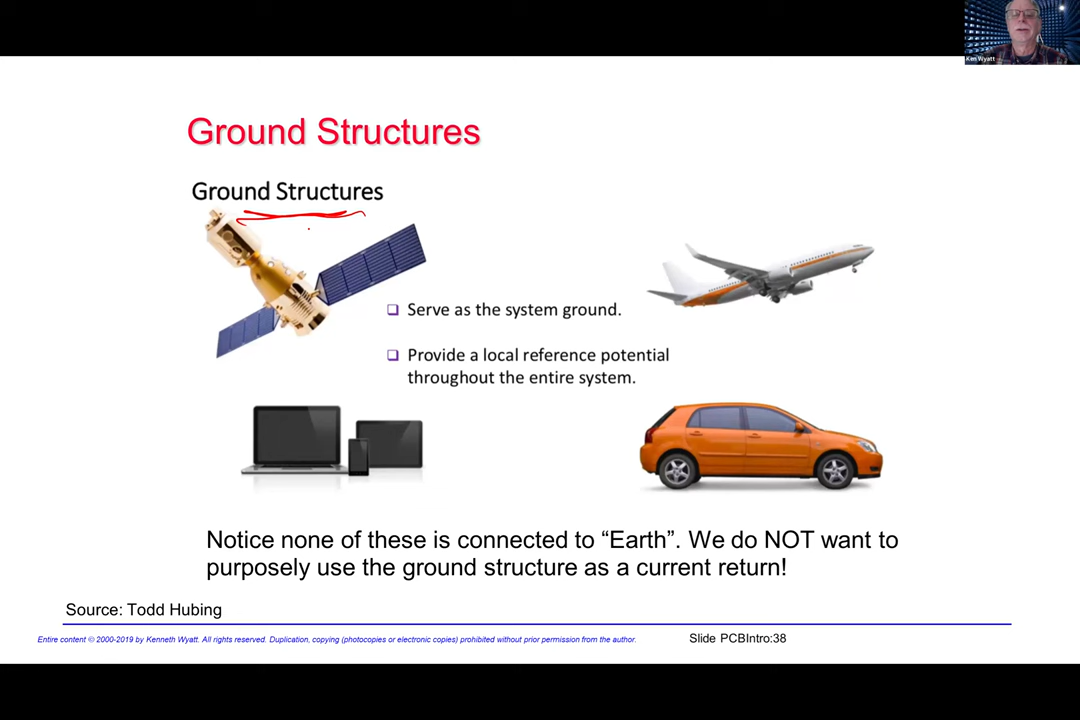 Ken Wyatt
Ground Structures
Ground Structures
❑ Serve as the system ground.
❑ Provide a local reference potential
throughout the entire system.
Notice none of these is connected to “Earth”. We do NOT want to
purposely use the ground structure as a current return!
Source: Todd Hubing
Entire content © 2000-2019 by Kenneth Wyatt. All rights reserved. Duplication, copying (photocopies or electronic copies) prohibited without prior permission from the author.
Slide PCBIntro:38